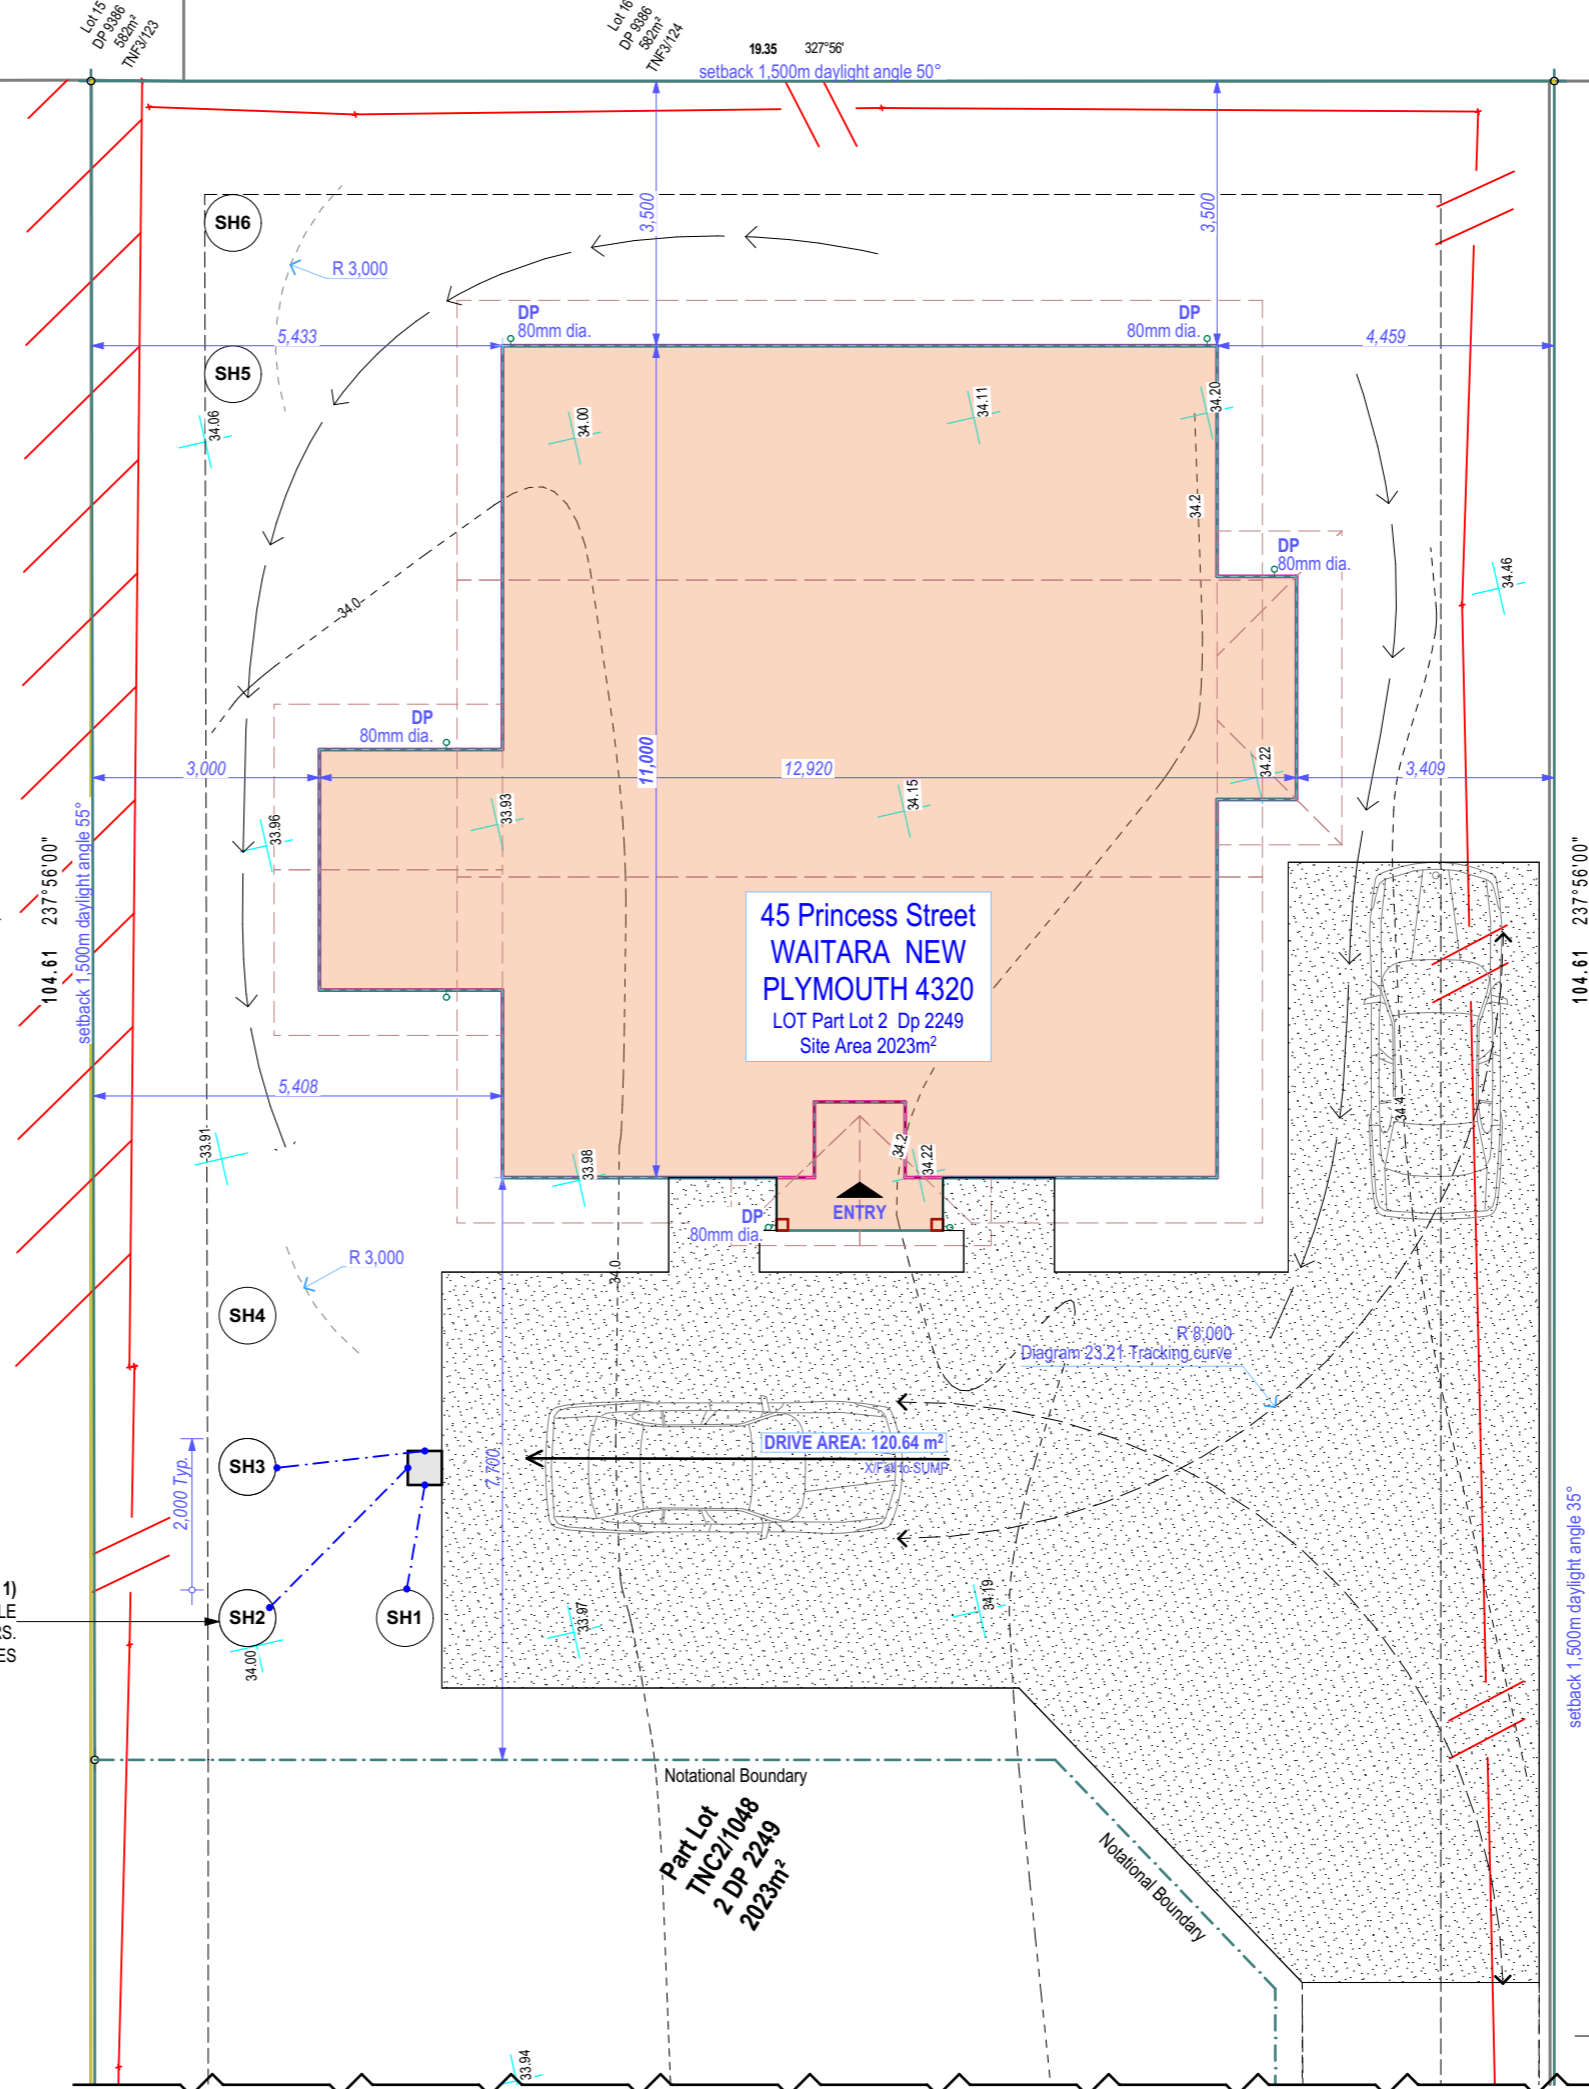 Lot 15
DP 9386
582m²
TNF3/123
Lot 16
DP 9386
582m²
TNF3/124
19.35 327°56'
setback 1,500m daylight angle 50°
SH6
R 3,000
3,500
3,500
DP
80mm dia.
DP
80mm dia.
5,433
4,459
SH5
34.06
34.00
34.11
34.20
34.2
DP
80mm dia.
34.46
34.0
DP
80mm dia.
3,000
11,000
12,920
34.22
3,409
33.96
33.93
34.15
104.61 237°56'00"
setback 1,500m daylight angle 55°
104.61 237°56'00"
45 Princess Street
WAITARA NEW
PLYMOUTH 4320
LOT Part Lot 2 Dp 2249
Site Area 2023m²
5,408
33.91
33.98
34.2
34.22
34.4
ENTRY
DP
80mm dia.
R 3,000
34.0
SH4
R 8,000
Diagram 23.21 Tracking curve
DRIVE AREA: 120.64 m²
X/Fall to SUMP
SH3
2,000 Typ.
7,700
setback 1,500m daylight angle 35°
1)
LE
RS.
ES
SH2
SH1
34.00
33.97
34.19
Notational Boundary
Part Lot
TNC2/1048
2 DP 2249
2023m²
Notational Boundary
33.94